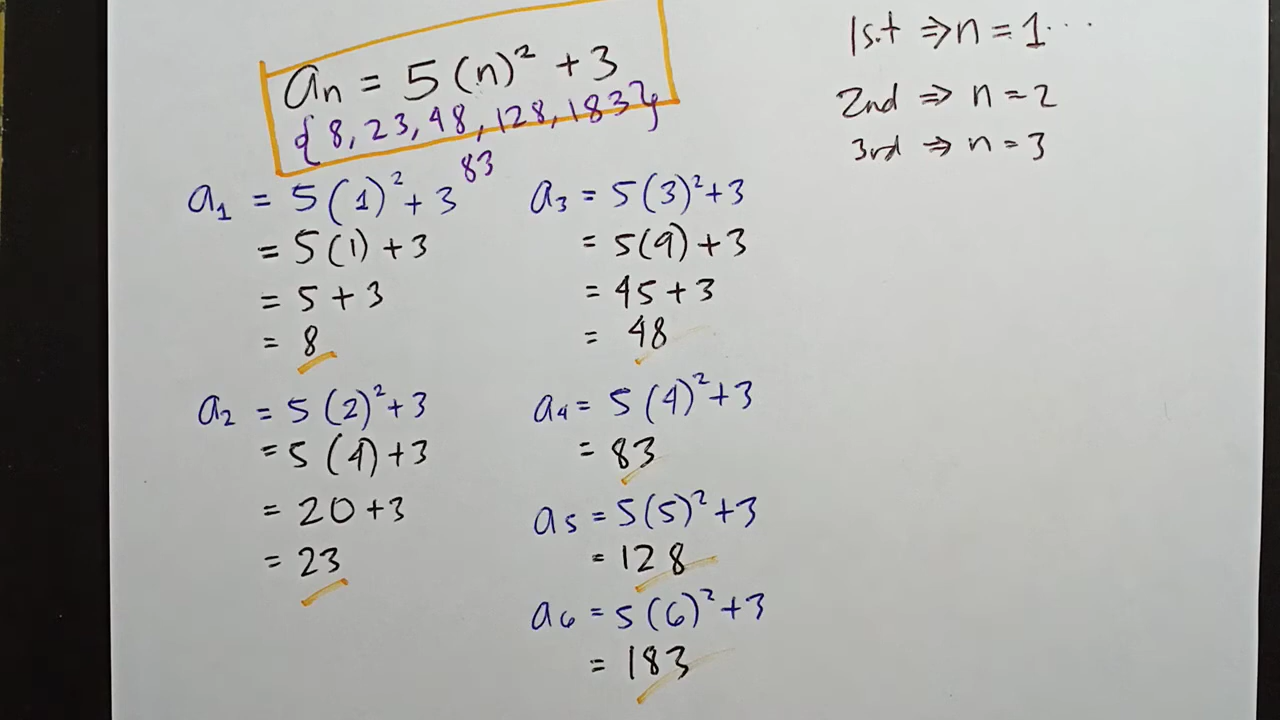 aₙ = 5(n)² + 3
{8, 23, 48, 128, 183}
83
1st ⇒ n = 1...
2nd ⇒ n = 2
3rd ⇒ n = 3
a₁ = 5(1)² + 3
= 5(1) + 3
= 5 + 3
= 8
a₂ = 5(2)² + 3
= 5(4) + 3
= 20 + 3
= 23
a₃ = 5(3)² + 3
= 5(9) + 3
= 45 + 3
= 48
a₄ = 5(4)² + 3
= 83
a₅ = 5(5)² + 3
= 128
a₆ = 5(6)² + 3
= 183